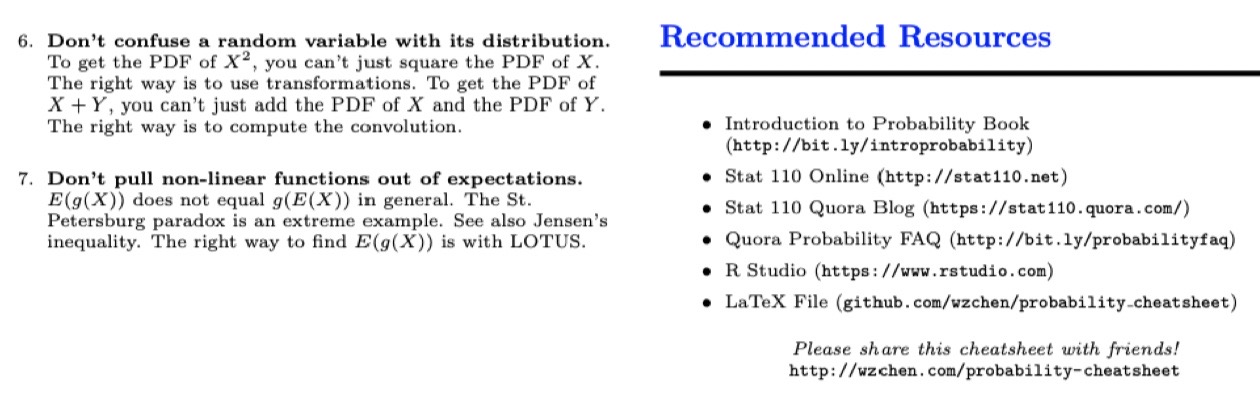 6. Don't confuse a random variable with its distribution.
To get the PDF of X², you can't just square the PDF of X.
The right way is to use transformations. To get the PDF of
X + Y, you can't just add the PDF of X and the PDF of Y.
The right way is to compute the convolution.
7. Don't pull non-linear functions out of expectations.
E(g(X)) does not equal g(E(X)) in general. The St.
Petersburg paradox is an extreme example. See also Jensen's
inequality. The right way to find E(g(X)) is with LOTUS.
Recommended Resources
• Introduction to Probability Book
(http://bit.ly/introprobability)
• Stat 110 Online (http://stat110.net)
• Stat 110 Quora Blog (https://stat110.quora.com/)
• Quora Probability FAQ (http://bit.ly/probabilityfaq)
• R Studio (https://www.rstudio.com)
• LaTeX File (github.com/wzchen/probability_cheatsheet)
Please share this cheatsheet with friends!
http://wzchen.com/probability-cheatsheet